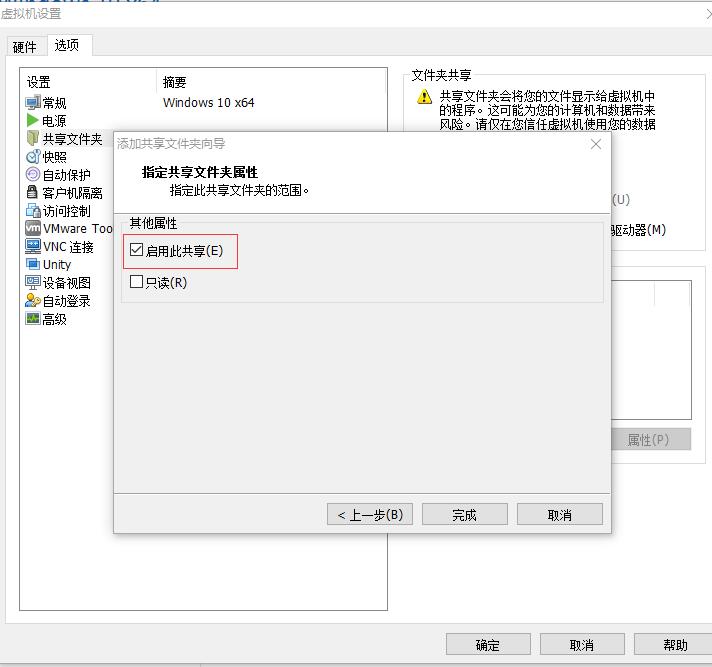 虚拟机设置
硬件
选项
设置
摘要
常规
Windows 10 x64
电源
共享文件夹
快照
自动保护
客户机隔离
访问控制
VMware Too
VNC 连接
Unity
设备视图
自动登录
高级
文件夹共享
共享文件夹会将您的文件显示给虚拟机中
的程序。这可能为您的计算机和数据带来
风险。请仅在您信任虚拟机使用您的数据
(U)
驱动器(M)
属性(P)
添加共享文件夹向导
指定共享文件夹属性
指定此共享文件夹的范围。
其他属性
启用此共享(E)
只读(R)
< 上一步(B)
完成
取消
确定
取消
帮助